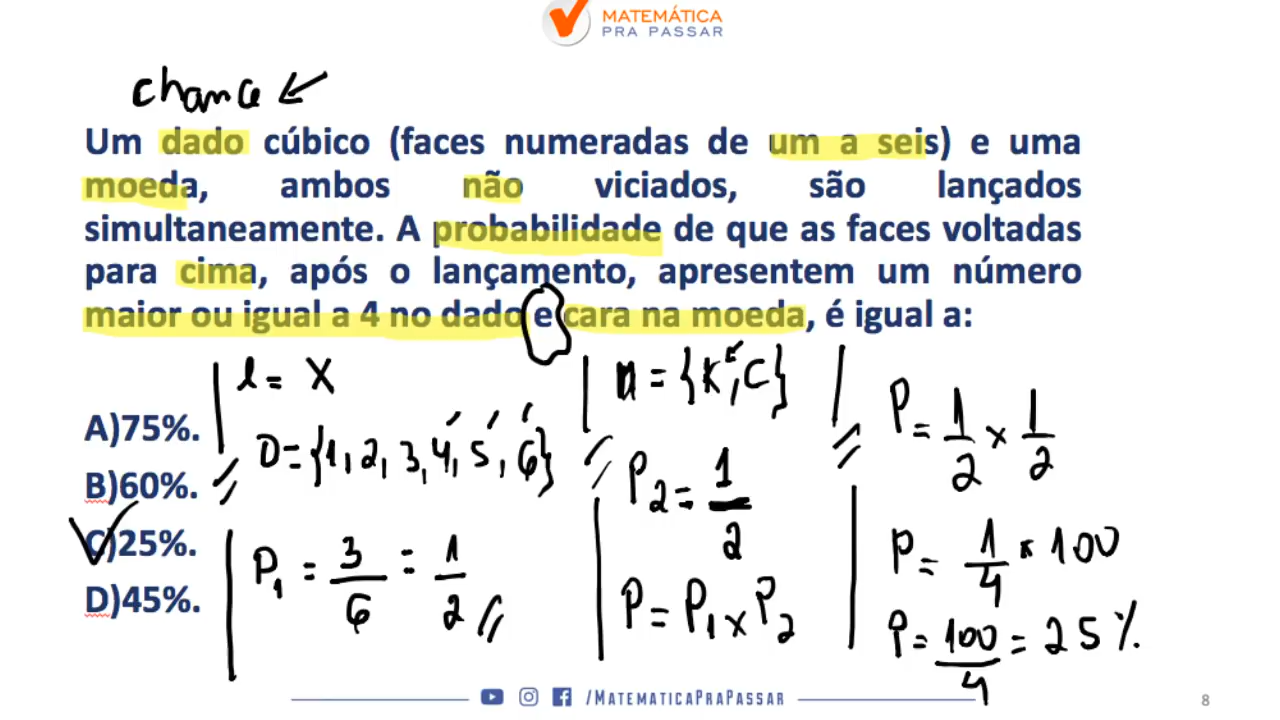 MATEMÁTICA
PRA PASSAR
chance
Um dado cúbico (faces numeradas de um a seis) e uma
moeda, ambos não viciados, são lançados
simultaneamente. A probabilidade de que as faces voltadas
para cima, após o lançamento, apresentem um número
maior ou igual a 4 no dado e cara na moeda, é igual a:
A)75%.
B)60%.
C)25%.
D)45%.
l = X
D = {1, 2, 3, 4, 5, 6}
P₁ = 3/6 = 1/2
= {K, C}
P₂ = 1/2
P = P₁ x P₂
P = 1/2 x 1/2
P = 1/4 x 100
P = 100/4 = 25%
/MatematicaPraPassar
8